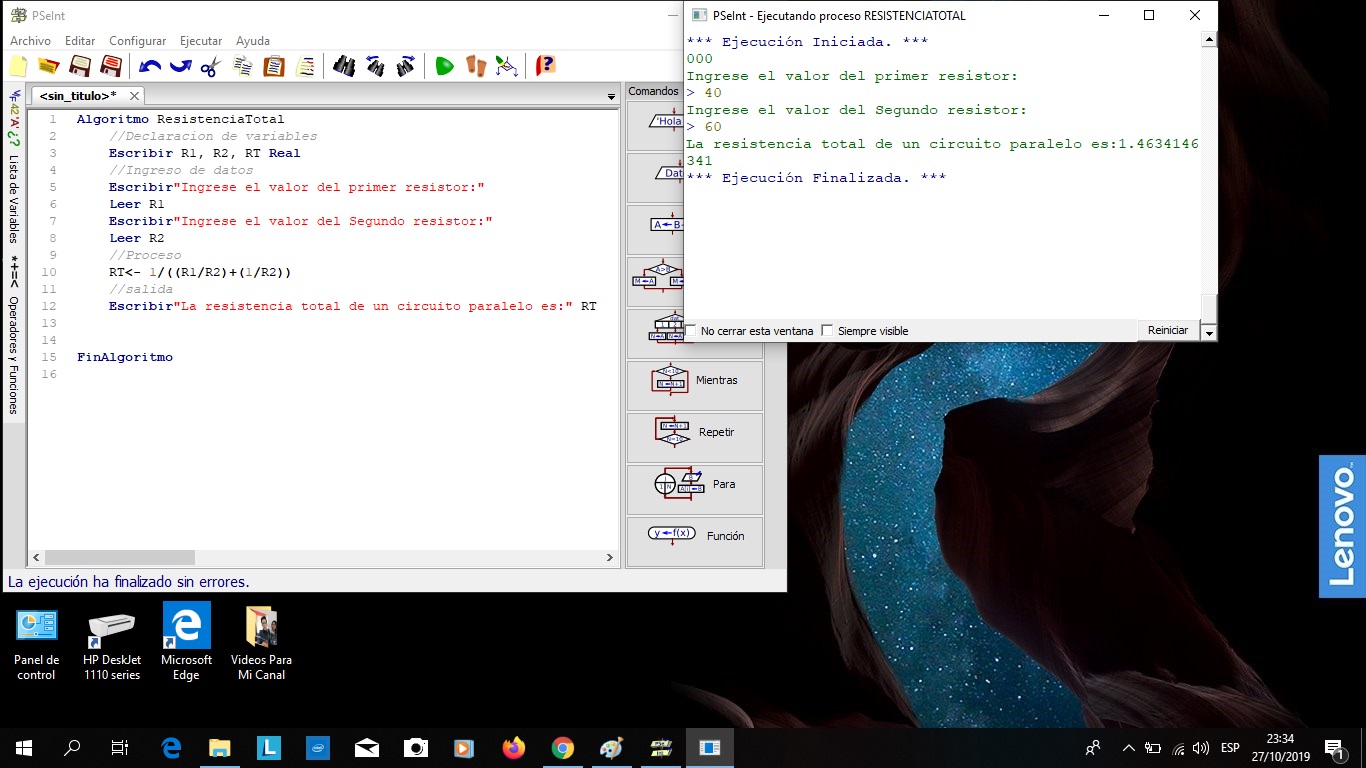 PSeInt
Archivo Editar Configurar Ejecutar Ayuda
<sin_titulo>*
Lista de Variables
Operadores y Funciones
1 Algoritmo ResistenciaTotal
2 //Declaracion de variables
3 Escribir R1, R2, RT Real
4 //Ingreso de datos
5 Escribir"Ingrese el valor del primer resistor:"
6 Leer R1
7 Escribir"Ingrese el valor del Segundo resistor:"
8 Leer R2
9 //Proceso
10 RT<- 1/((R1/R2)+(1/R2))
11 //salida
12 Escribir"La resistencia total de un circuito paralelo es:" RT
13
14
15 FinAlgoritmo
16
La ejecución ha finalizado sin errores.
Comandos
'Hola
Dat
A>B
Mientras
Repetir
Para
y←f(x) Función
PSeInt - Ejecutando proceso RESISTENCIATOTAL
*** Ejecución Iniciada. ***
000
Ingrese el valor del primer resistor:
> 40
Ingrese el valor del Segundo resistor:
> 60
La resistencia total de un circuito paralelo es:1.4634146
341
*** Ejecución Finalizada. ***
No cerrar esta ventana
Siempre visible
Reiniciar
Lenovo
Panel de
control
HP DeskJet
1110 series
Microsoft
Edge
Videos Para
Mi Canal
ESP
23:34
27/10/2019
1